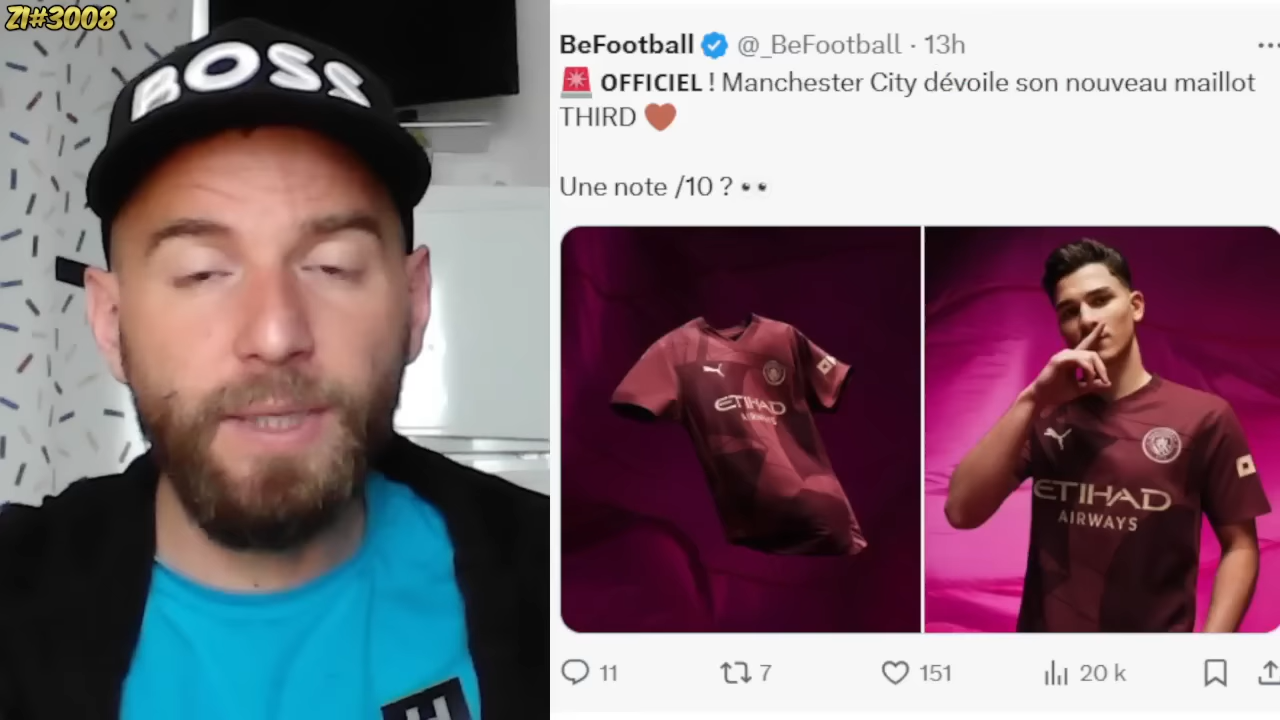 ZI#3008
BOSS
H
BeFootball @_BeFootball · 13h
🚨 OFFICIEL ! Manchester City dévoile son nouveau maillot
THIRD 🤎
Une note /10 ? 👀
ETIHAD
AIRWAYS
ETIHAD
AIRWAYS
11 7 151 20 k